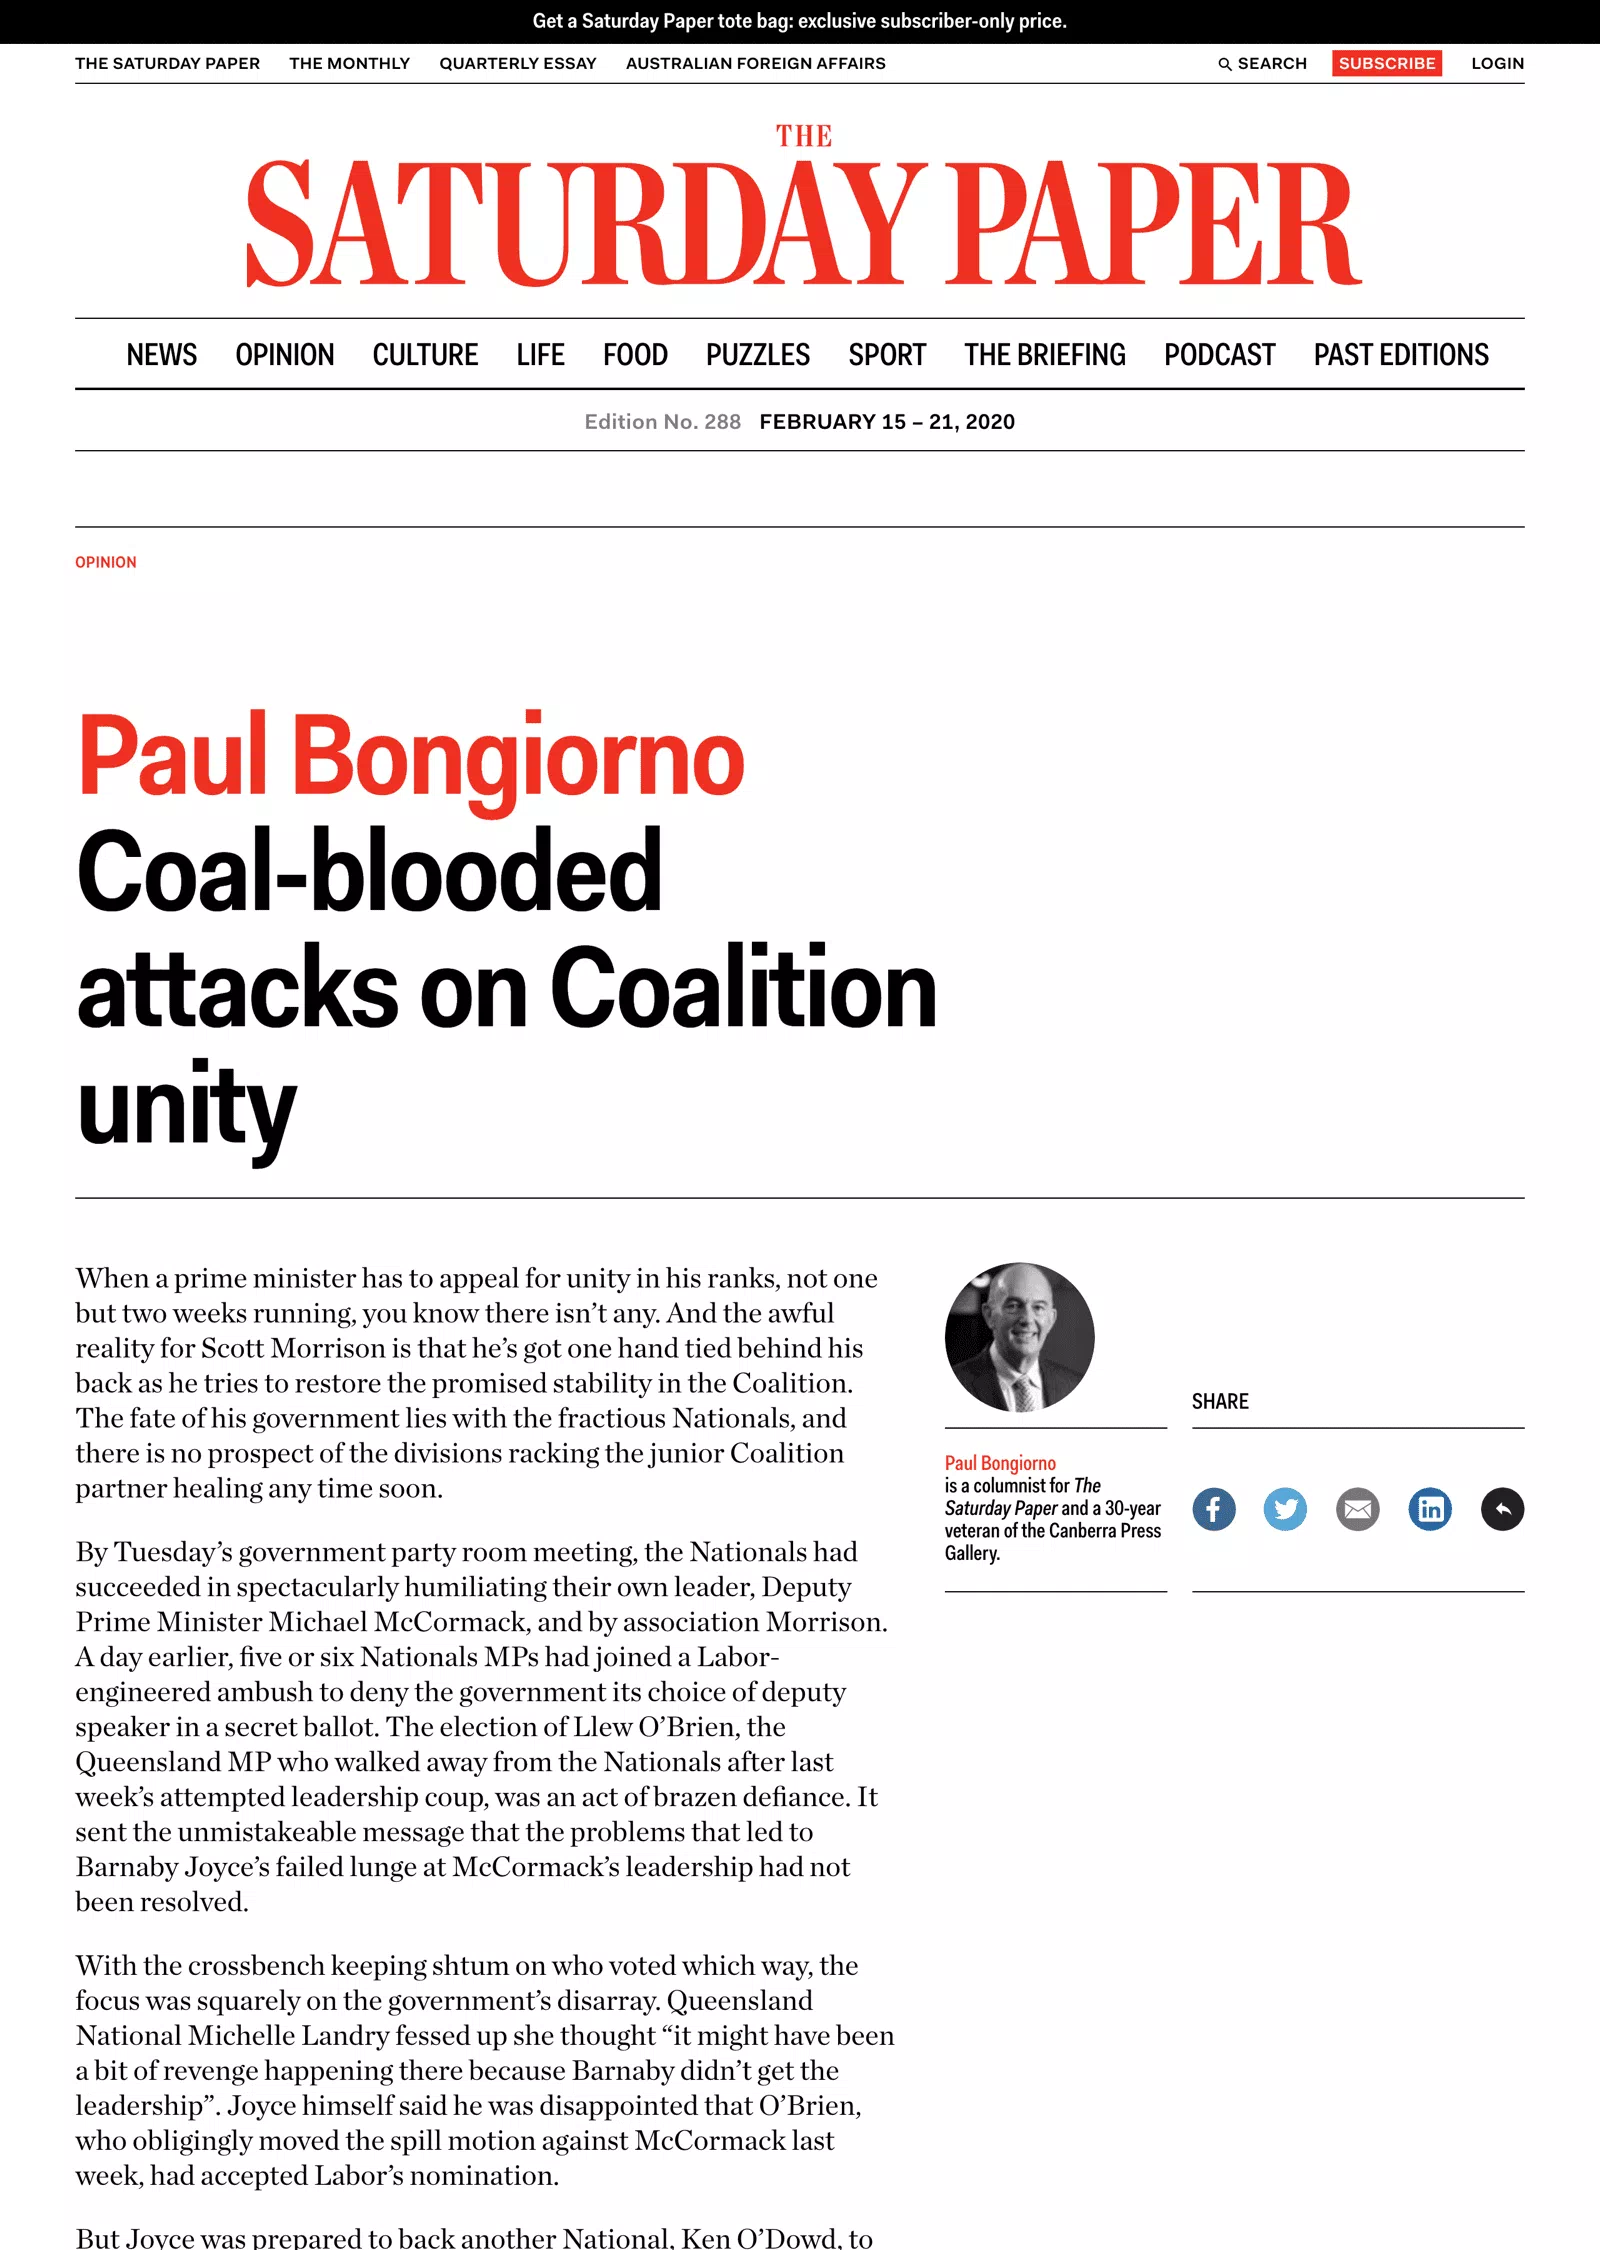 Get a Saturday Paper tote bag: exclusive subscriber-only price.
THE SATURDAY PAPER THE MONTHLY QUARTERLY ESSAY AUSTRALIAN FOREIGN AFFAIRS SEARCH SUBSCRIBE LOGIN
THE
SATURDAY PAPER
NEWS OPINION CULTURE LIFE FOOD PUZZLES SPORT THE BRIEFING PODCAST PAST EDITIONS
Edition No. 288 FEBRUARY 15 – 21, 2020
OPINION
Paul Bongiorno
Coal-blooded
attacks on Coalition
unity
When a prime minister has to appeal for unity in his ranks, not one
but two weeks running, you know there isn’t any. And the awful
reality for Scott Morrison is that he’s got one hand tied behind his
back as he tries to restore the promised stability in the Coalition.
The fate of his government lies with the fractious Nationals, and
there is no prospect of the divisions racking the junior Coalition
partner healing any time soon.
By Tuesday’s government party room meeting, the Nationals had
succeeded in spectacularly humiliating their own leader, Deputy
Prime Minister Michael McCormack, and by association Morrison.
A day earlier, five or six Nationals MPs had joined a Labor-
engineered ambush to deny the government its choice of deputy
speaker in a secret ballot. The election of Llew O’Brien, the
Queensland MP who walked away from the Nationals after last
week’s attempted leadership coup, was an act of brazen defiance. It
sent the unmistakeable message that the problems that led to
Barnaby Joyce’s failed lunge at McCormack’s leadership had not
been resolved.
With the crossbench keeping shtum on who voted which way, the
focus was squarely on the government’s disarray. Queensland
National Michelle Landry fessed up she thought “it might have been
a bit of revenge happening there because Barnaby didn’t get the
leadership”. Joyce himself said he was disappointed that O’Brien,
who obligingly moved the spill motion against McCormack last
week, had accepted Labor’s nomination.
But Joyce was prepared to back another National, Ken O’Dowd, to
Paul Bongiorno
is a columnist for The
Saturday Paper and a 30-year
veteran of the Canberra Press
Gallery.
SHARE